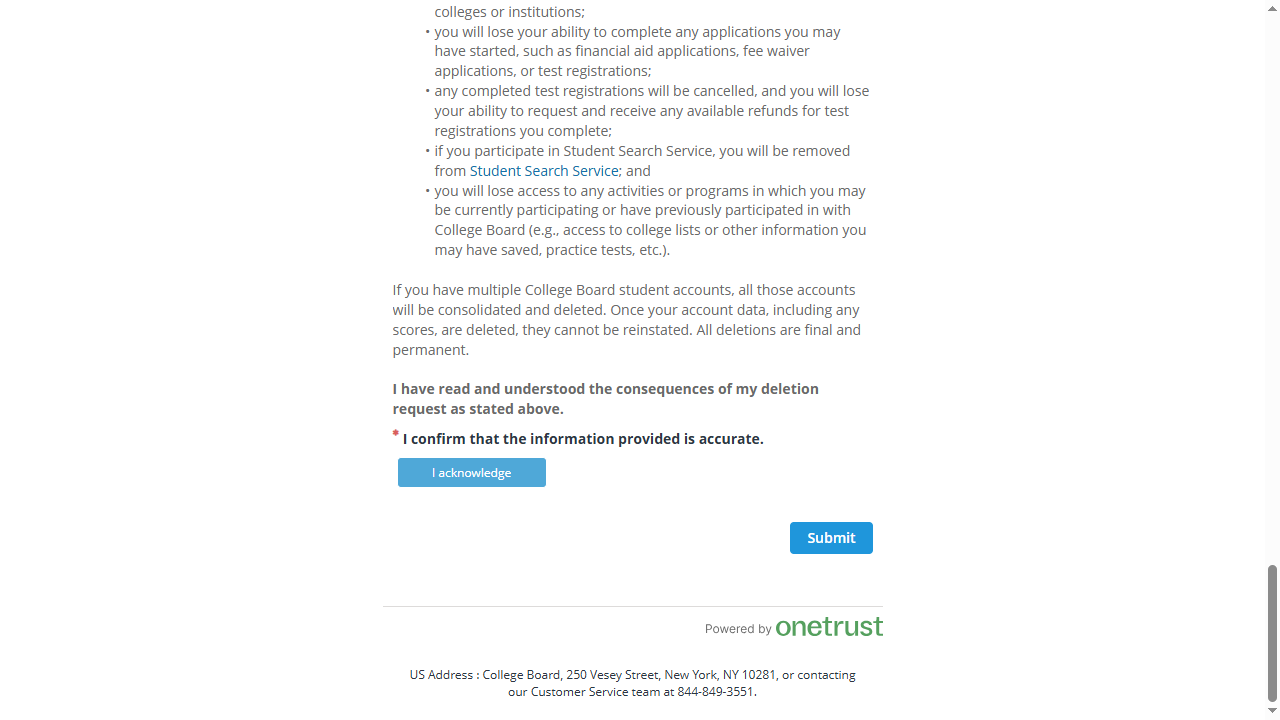 colleges or institutions;
• you will lose your ability to complete any applications you may
have started, such as financial aid applications, fee waiver
applications, or test registrations;
• any completed test registrations will be cancelled, and you will lose
your ability to request and receive any available refunds for test
registrations you complete;
• if you participate in Student Search Service, you will be removed
from Student Search Service; and
• you will lose access to any activities or programs in which you may
be currently participating or have previously participated in with
College Board (e.g., access to college lists or other information you
may have saved, practice tests, etc.).
If you have multiple College Board student accounts, all those accounts
will be consolidated and deleted. Once your account data, including any
scores, are deleted, they cannot be reinstated. All deletions are final and
permanent.
I have read and understood the consequences of my deletion
request as stated above.
* I confirm that the information provided is accurate.
I acknowledge
Submit
Powered by onetrust
US Address : College Board, 250 Vesey Street, New York, NY 10281, or contacting
our Customer Service team at 844-849-3551.